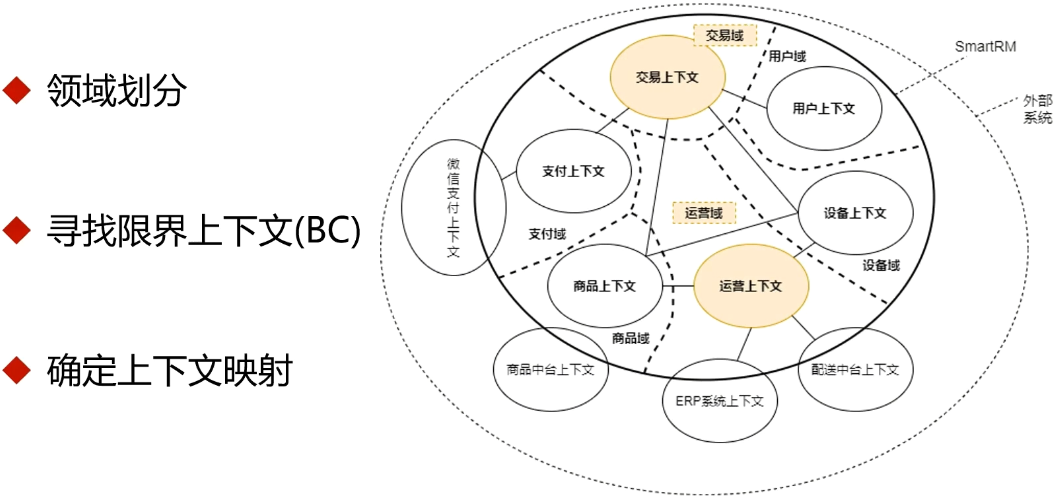 领域划分
寻找限界上下文(BC)
确定上下文映射
交易域
用户域
SmartRM
外部
系统
交易上下文
用户上下文
微信支付上下文
支付上下文
运营域
设备上下文
支付域
设备域
商品上下文
运营上下文
商品域
商品中台上下文
ERP系统上下文
配送中台上下文